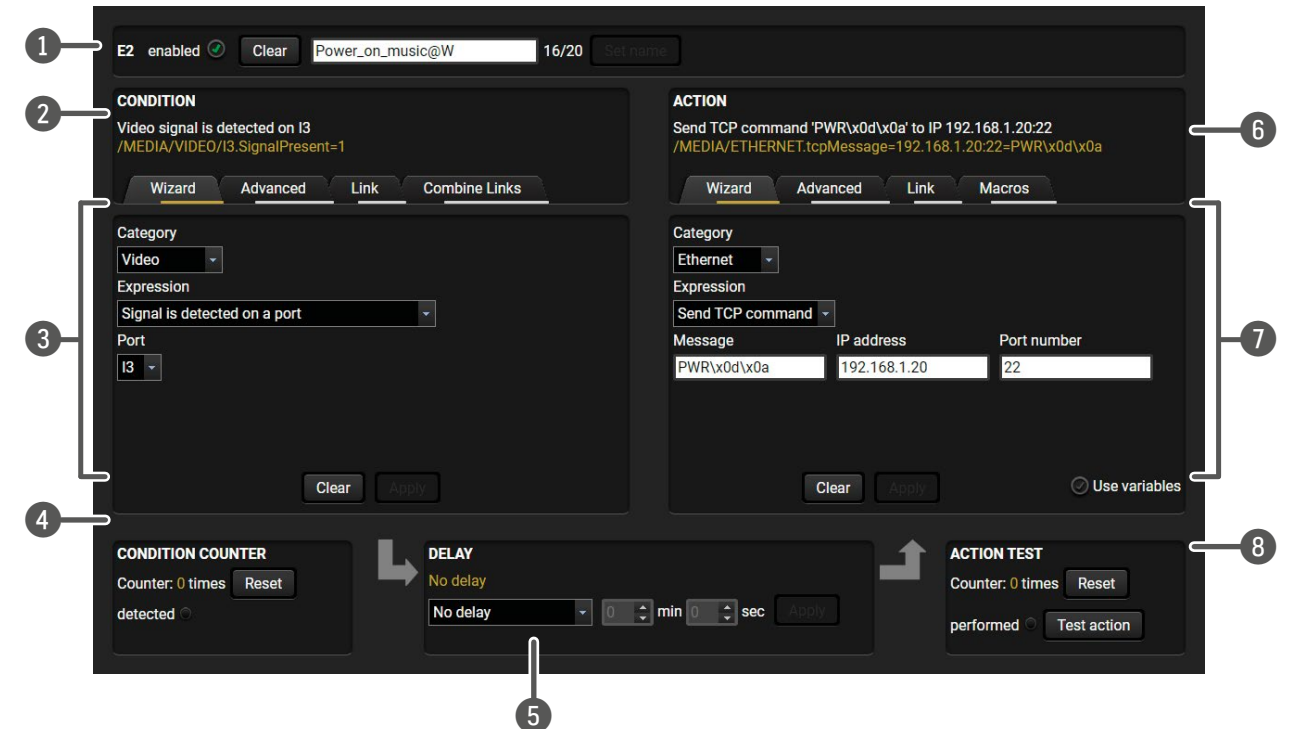 1
E2 enabled Clear Power_on_music@W 16/20 Set name
2
CONDITION
Video signal is detected on I3
/MEDIA/VIDEO/I3.SignalPresent=1
Wizard Advanced Link Combine Links
ACTION
Send TCP command 'PWR\x0d\x0a' to IP 192.168.1.20:22
/MEDIA/ETHERNET.tcpMessage=192.168.1.20:22=PWR\x0d\x0a
Wizard Advanced Link Macros
6
3
Category
Video
Expression
Signal is detected on a port
Port
I3
Clear Apply
Category
Ethernet
Expression
Send TCP command
Message IP address Port number
PWR\x0d\x0a 192.168.1.20 22
Clear Apply Use variables
7
4
CONDITION COUNTER
Counter: 0 times Reset
detected
DELAY
No delay
No delay 0 min 0 sec Apply
5
ACTION TEST
Counter: 0 times Reset
performed Test action
8